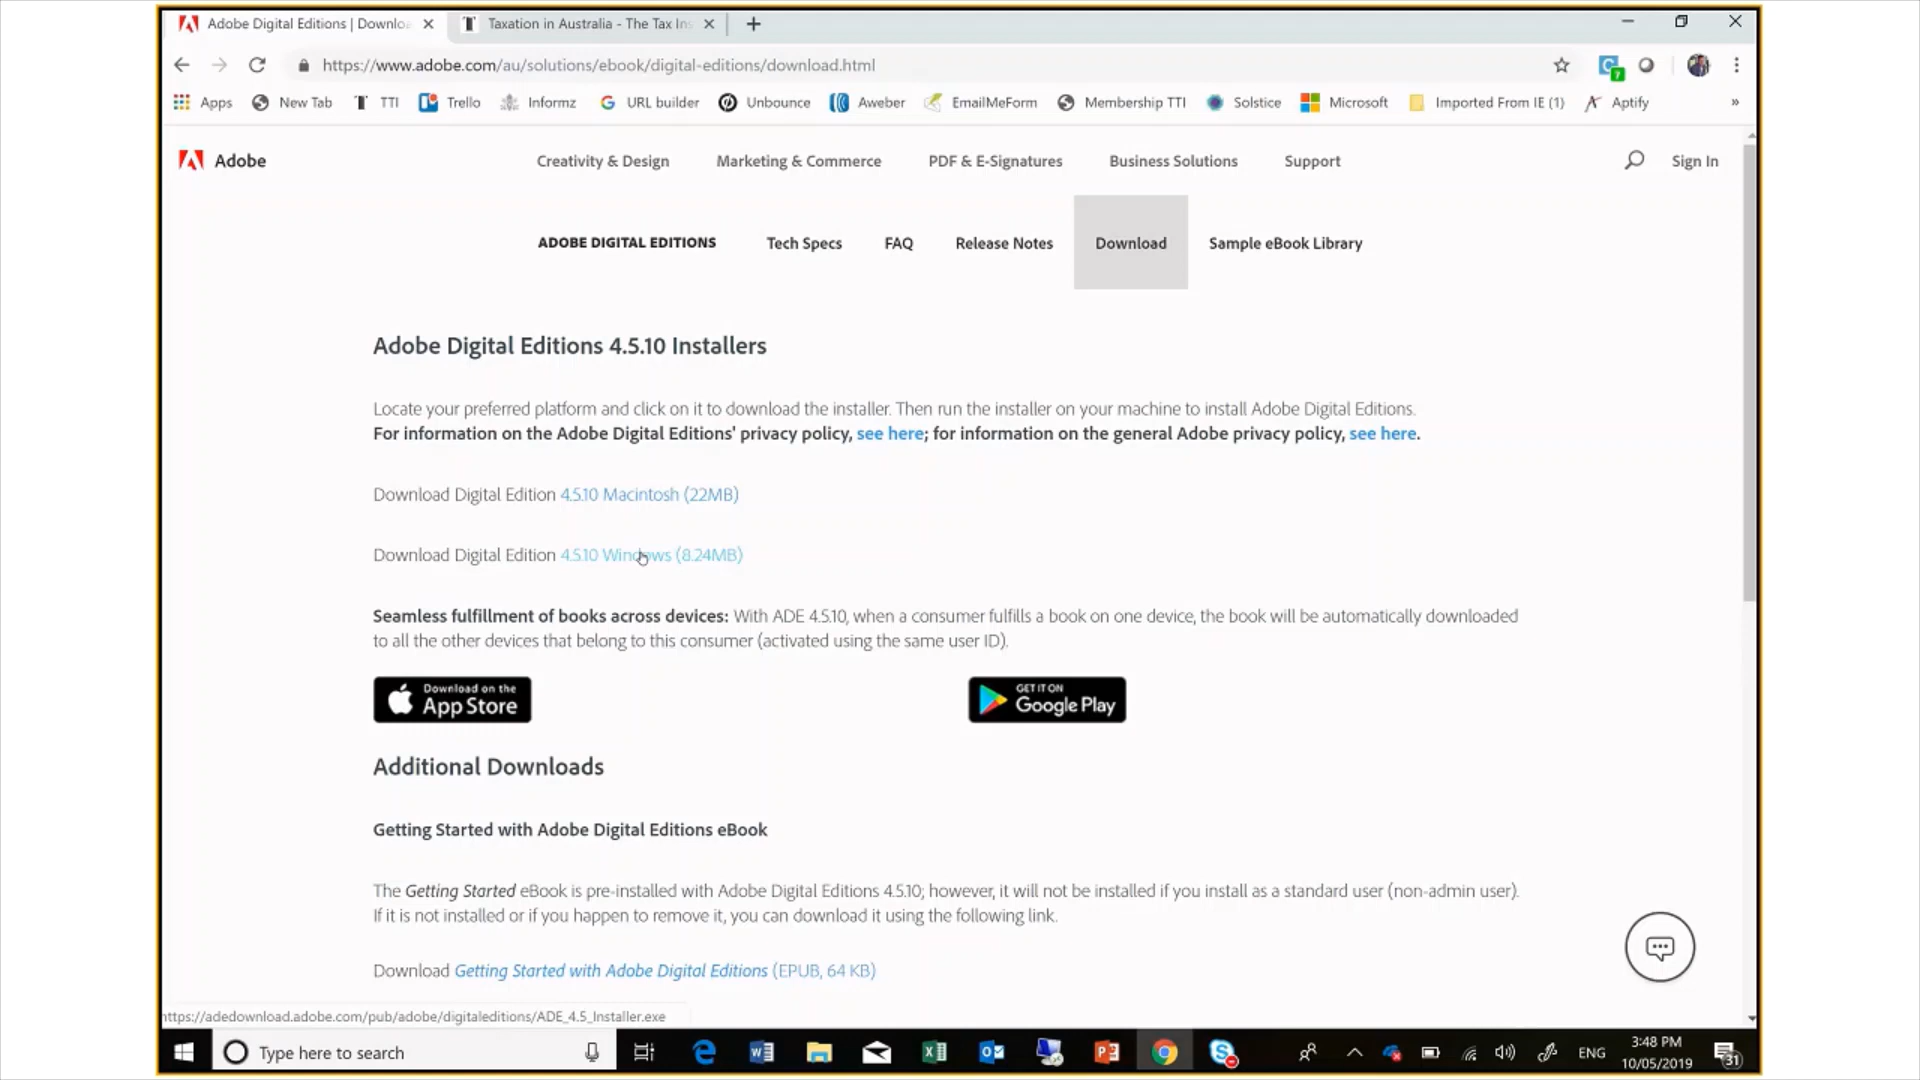 Adobe Digital Editions | Downlo
Taxation in Australia - The Tax Ins
https://www.adobe.com/au/solutions/ebook/digital-editions/download.html
Apps New Tab TTI Trello Informz URL builder Unbounce Aweber EmailMeForm Membership TTI Solstice Microsoft Imported From IE (1) Aptify »
Adobe Creativity & Design Marketing & Commerce PDF & E-Signatures Business Solutions Support Sign In
ADOBE DIGITAL EDITIONS Tech Specs FAQ Release Notes Download Sample eBook Library
Adobe Digital Editions 4.5.10 Installers
Locate your preferred platform and click on it to download the installer. Then run the installer on your machine to install Adobe Digital Editions.
For information on the Adobe Digital Editions' privacy policy, see here; for information on the general Adobe privacy policy, see here.
Download Digital Edition 4.5.10 Macintosh (22MB)
Download Digital Edition 4.5.10 Windows (8.24MB)
Seamless fulfillment of books across devices: With ADE 4.5.10, when a consumer fulfills a book on one device, the book will be automatically downloaded
to all the other devices that belong to this consumer (activated using the same user ID).
Download on the
App Store
GET IT ON
Google Play
Additional Downloads
Getting Started with Adobe Digital Editions eBook
The Getting Started eBook is pre-installed with Adobe Digital Editions 4.5.10; however, it will not be installed if you install as a standard user (non-admin user).
If it is not installed or if you happen to remove it, you can download it using the following link.
Download Getting Started with Adobe Digital Editions (EPUB, 64 KB)
https://adedownload.adobe.com/pub/adobe/digitaleditions/ADE_4.5_Installer.exe
Type here to search
ENG
3:48 PM
10/05/2019
31